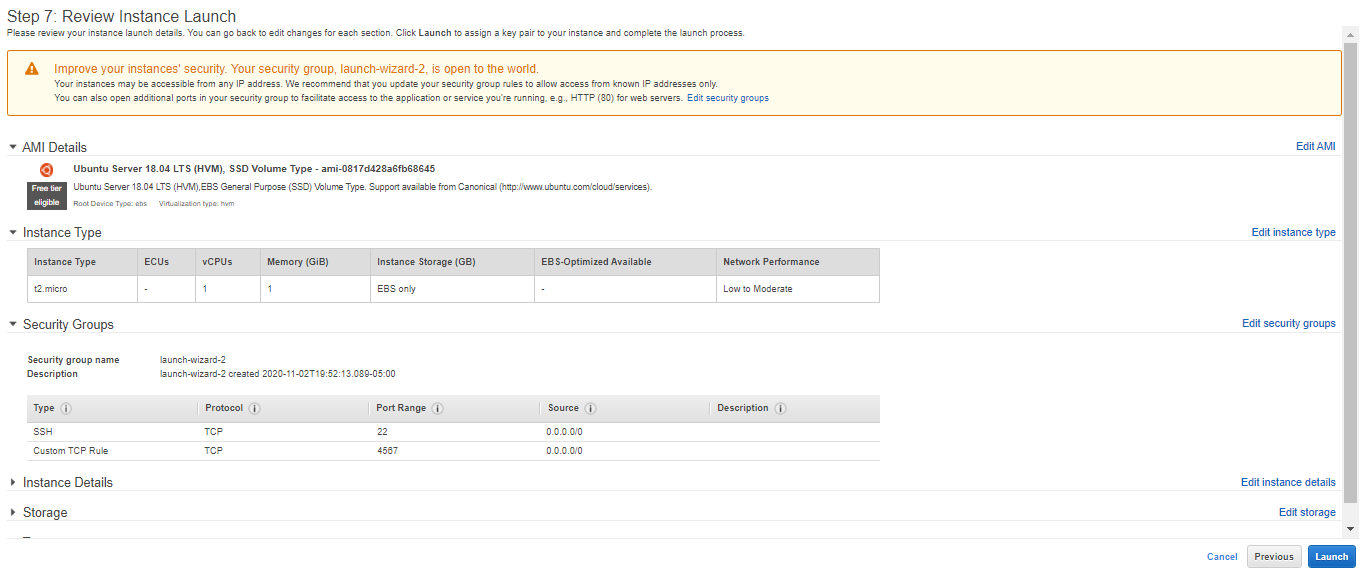 Step 7: Review Instance Launch
Please review your instance launch details. You can go back to edit changes for each section. Click Launch to assign a key pair to your instance and complete the launch process.
Improve your instances' security. Your security group, launch-wizard-2, is open to the world.
Your instances may be accessible from any IP address. We recommend that you update your security group rules to allow access from known IP addresses only.
You can also open additional ports in your security group to facilitate access to the application or service you're running, e.g., HTTP (80) for web servers. Edit security groups
AMI Details Edit AMI
Ubuntu Server 18.04 LTS (HVM), SSD Volume Type - ami-0817d428a6fb68645
Free tier eligible
Ubuntu Server 18.04 LTS (HVM),EBS General Purpose (SSD) Volume Type. Support available from Canonical (http://www.ubuntu.com/cloud/services).
Root Device Type: ebs Virtualization type: hvm
Instance Type Edit instance type
Instance Type ECUs vCPUs Memory (GiB) Instance Storage (GB) EBS-Optimized Available Network Performance
t2.micro - 1 1 EBS only - Low to Moderate
Security Groups Edit security groups
Security group name launch-wizard-2
Description launch-wizard-2 created 2020-11-02T19:52:13.089-05:00
Type Protocol Port Range Source Description
SSH TCP 22 0.0.0.0/0
Custom TCP Rule TCP 4567 0.0.0.0/0
Instance Details Edit instance details
Storage Edit storage
Cancel Previous Launch